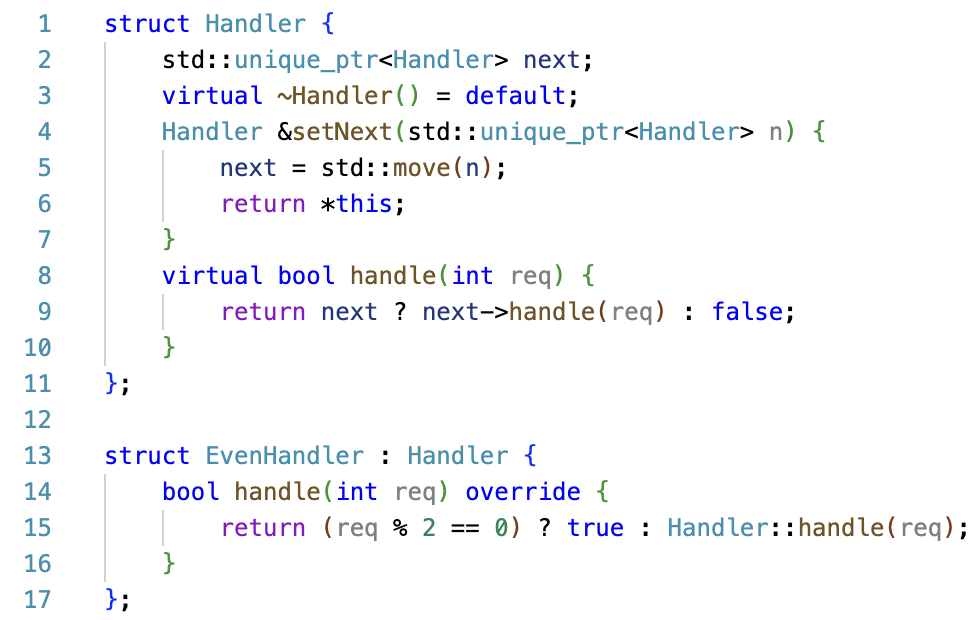 1 struct Handler {
2     std::unique_ptr<Handler> next;
3     virtual ~Handler() = default;
4     Handler &setNext(std::unique_ptr<Handler> n) {
5         next = std::move(n);
6         return *this;
7     }
8     virtual bool handle(int req) {
9         return next ? next->handle(req) : false;
10     }
11 };
12
13 struct EvenHandler : Handler {
14     bool handle(int req) override {
15         return (req % 2 == 0) ? true : Handler::handle(req);
16     }
17 };